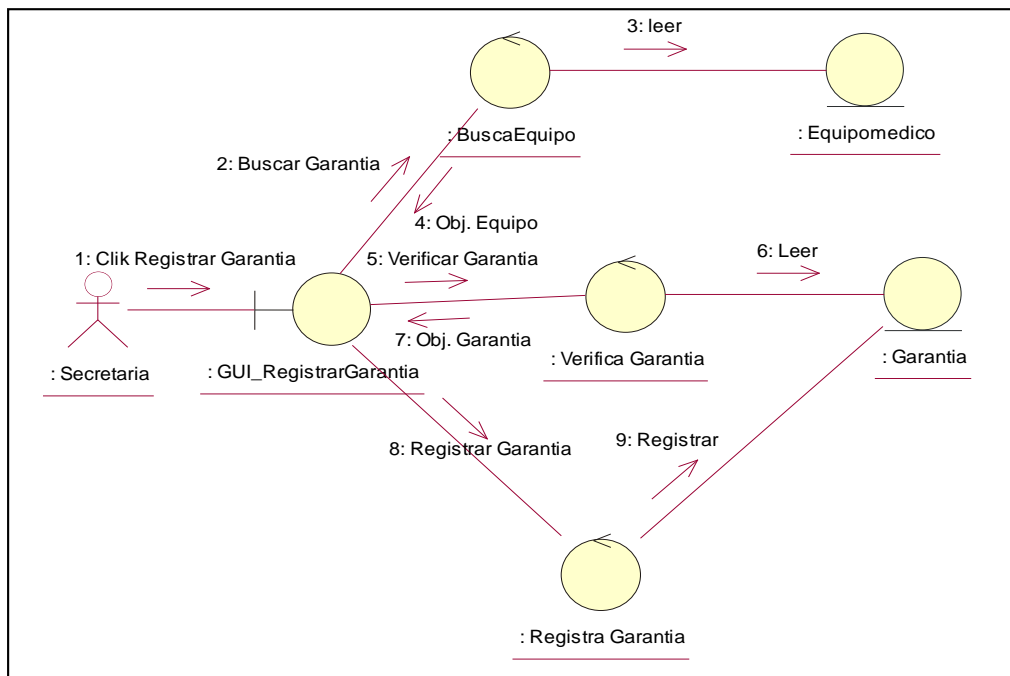 3: leer
: BuscaEquipo
: Equipomedico
2: Buscar Garantia
4: Obj. Equipo
1: Clik Registrar Garantia
5: Verificar Garantia
6: Leer
7: Obj. Garantia
: Verifica Garantia
: Garantia
: Secretaria
: GUI_RegistrarGarantia
8: Registrar Garantia
9: Registrar
: Registra Garantia